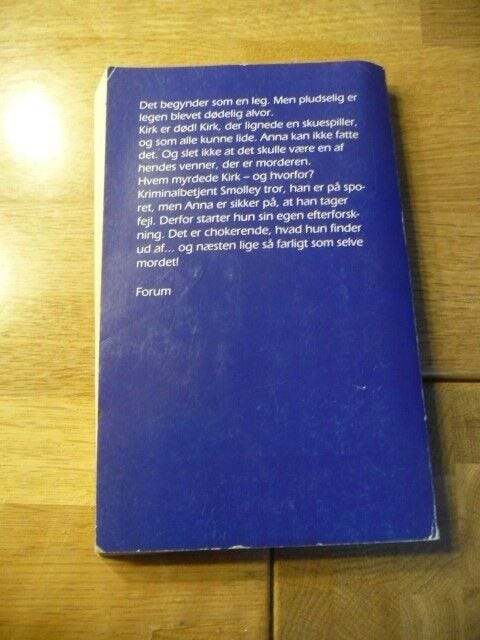 Det begynder som en leg. Men pludselig er
legen blevet dødelig alvor.
Kirk er død! Kirk, der lignede en skuespiller,
og som alle kunne lide. Anna kan ikke fatte
det. Og slet ikke at det skulle være en af
hendes venner, der er morderen.
Hvem myrdede Kirk – og hvorfor?
Kriminalbetjent Smolley tror, han er på spo-
ret, men Anna er sikker på, at han tager
fejl. Derfor starter hun sin egen efterforsk-
ning. Det er chokerende, hvad hun finder
ud af... og næsten lige så farligt som selve
mordet!
Forum